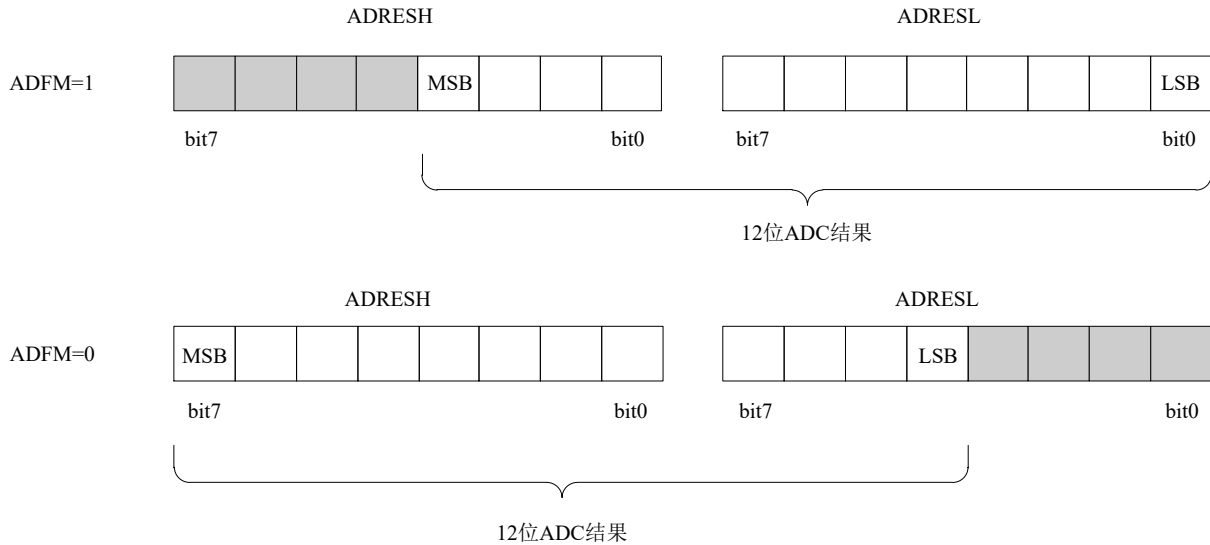 ADRESH ADRESL
ADFM=1 MSB LSB
bit7 bit0 bit7 bit0
12位ADC结果
ADRESH ADRESL
ADFM=0 MSB LSB
bit7 bit0 bit7 bit0
12位ADC结果